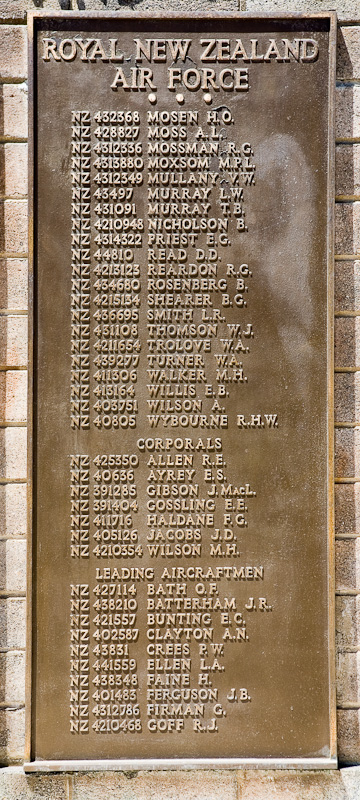 ROYAL NEW ZEALAND
AIR FORCE
NZ 432368 MOSEN H.O.
NZ 428827 MOSS A.L.
NZ 4312336 MOSSMAN R.G.
NZ 4313880 MOXSOM M.P.L.
NZ 4312349 MULLANY V.W.
NZ 43497 MURRAY L.W.
NZ 431091 MURRAY T.B.
NZ 4210948 NICHOLSON B.
NZ 4314322 PRIEST E.G.
NZ 44810 READ D.D.
NZ 4213123 REARDON R.G.
NZ 434680 ROSENBERG B.
NZ 4215134 SHEARER B.G.
NZ 436695 SMITH L.R.
NZ 431108 THOMSON W.J.
NZ 4211654 TROLOVE W.A.
NZ 439277 TURNER W.A.
NZ 411306 WALKER M.H.
NZ 413164 WILLIS E.B.
NZ 403751 WILSON A.
NZ 40805 WYBOURNE R.H.W.
CORPORALS
NZ 425350 ALLEN R.E.
NZ 40636 AYREY E.S.
NZ 391285 GIBSON J.MacL.
NZ 391404 GOSSLING E.E.
NZ 411716 HALDANE F.G.
NZ 405126 JACOBS J.D.
NZ 4210354 WILSON M.H.
LEADING AIRCRAFTMEN
NZ 427114 BATH O.F.
NZ 438210 BATTERHAM J.R.
NZ 421557 BUNTING E.C.
NZ 402587 CLAYTON A.N.
NZ 43831 CREES P.W.
NZ 441559 ELLEN L.A.
NZ 438348 FAINE H.
NZ 401483 FERGUSON J.B.
NZ 4312786 FIRMAN G.
NZ 4210468 GOFF R.J.